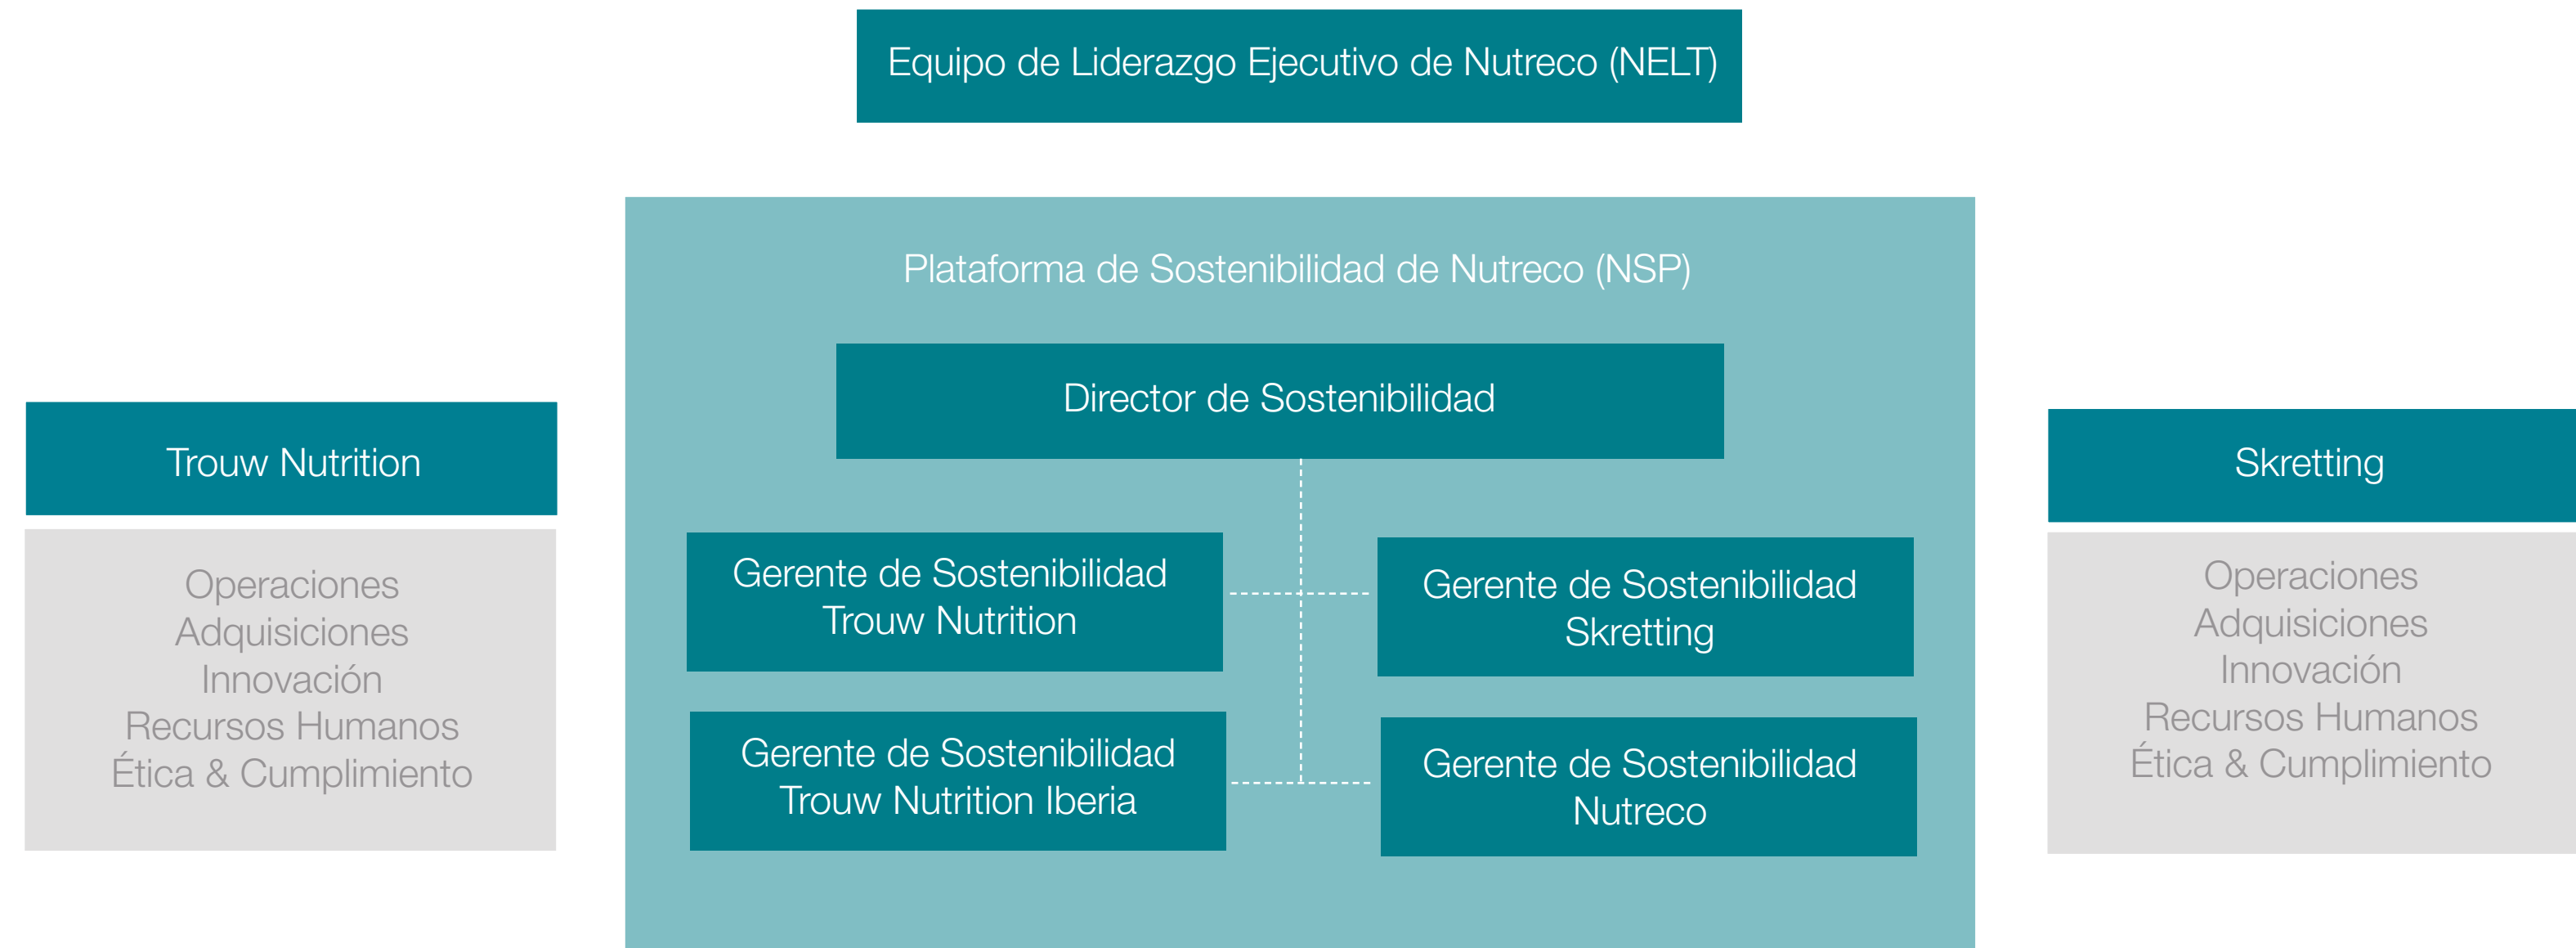 Equipo de Liderazgo Ejecutivo de Nutreco (NELT)
Plataforma de Sostenibilidad de Nutreco (NSP)
Director de Sostenibilidad
Trouw Nutrition
Operaciones
Adquisiciones
Innovación
Recursos Humanos
Ética & Cumplimiento
Gerente de Sostenibilidad
Trouw Nutrition
Gerente de Sostenibilidad
Skretting
Gerente de Sostenibilidad
Trouw Nutrition Iberia
Gerente de Sostenibilidad
Nutreco
Skretting
Operaciones
Adquisiciones
Innovación
Recursos Humanos
Ética & Cumplimiento